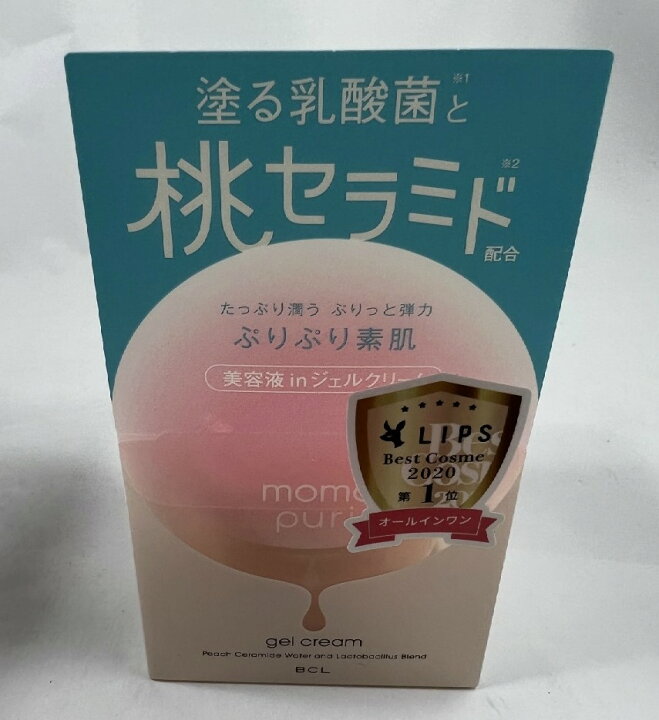 塗る乳酸菌※1と
桃セラミド※2
配合
たっぷり潤う ぷりっと弾力
ぷりぷり素肌
美容液inジェルクリーム
LIPS
Best Cosme
2020
第1位
オールインワン
gel cream
Peach Ceramide Water and Lactobacillus Blend
BCL